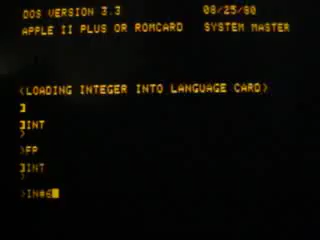 DOS VERSION 3.3 08/25/80
APPLE II PLUS OR ROMCARD SYSTEM MASTER
(LOADING INTEGER INTO LANGUAGE CARD)
]
]INT
>
>FP
]INT
>
>IN#6